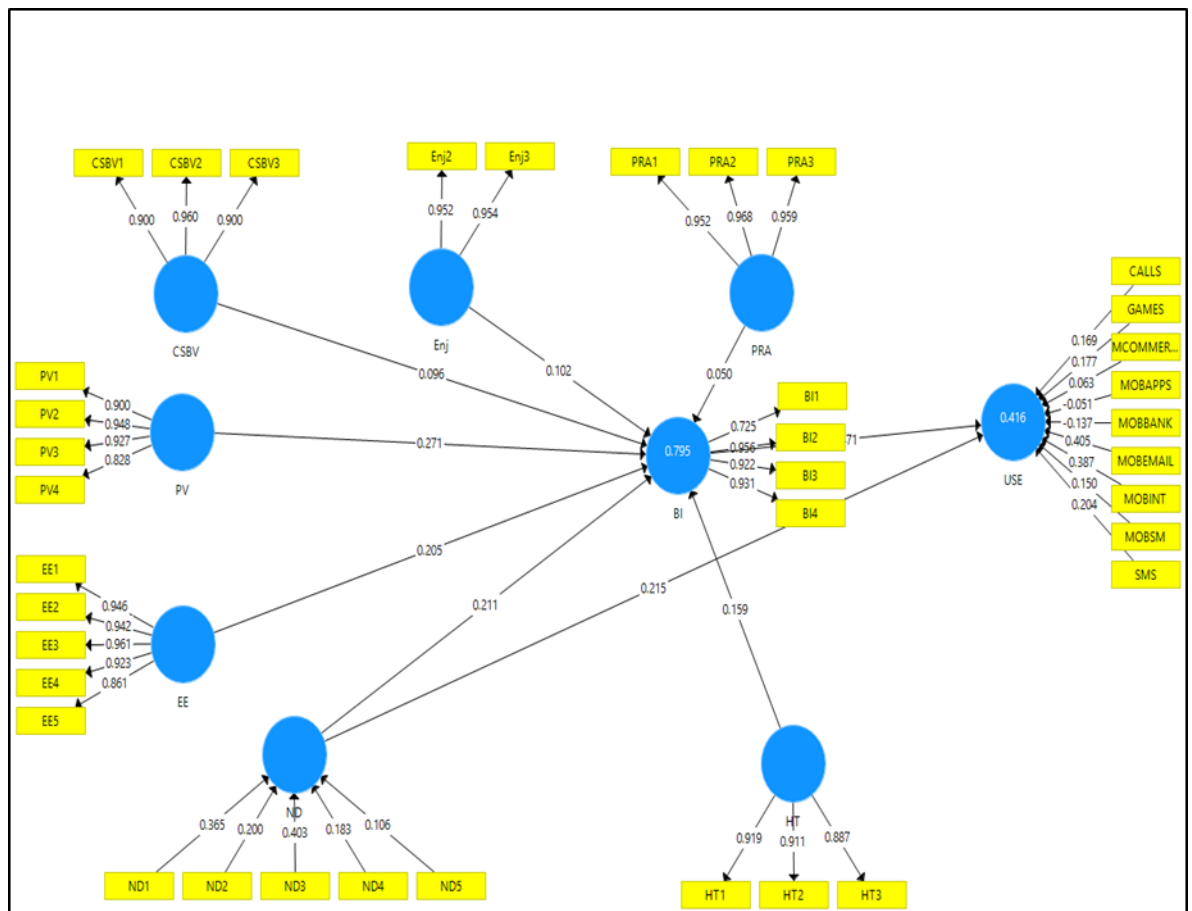 CSBV1 CSBV2 CSBV3
0.900 0.960 0.900
CSBV
Enj2 Enj3
0.952 0.954
Enj
PRA1 PRA2 PRA3
0.952 0.968 0.959
PRA
PV1
PV2
PV3
PV4
0.900
0.948
0.927
0.828
PV
0.096
0.102
0.050
0.271
0.205
0.211
0.215
0.159
EE1
EE2
EE3
EE4
EE5
0.946
0.942
0.961
0.923
0.861
EE
0.795
BI
0.725
0.956
0.922
0.931
BI1
BI2
BI3
BI4
71
0.416
USE
CALLS
GAMES
MCOMMER...
MOBAPPS
MOBBANK
MOBEMAIL
MOBINT
MOBSM
SMS
0.169
0.177
0.063
-0.051
-0.137
0.405
0.387
0.150
0.204
ND
0.365 0.200 0.403 0.183 0.106
ND1 ND2 ND3 ND4 ND5
HT
0.919 0.911 0.887
HT1 HT2 HT3